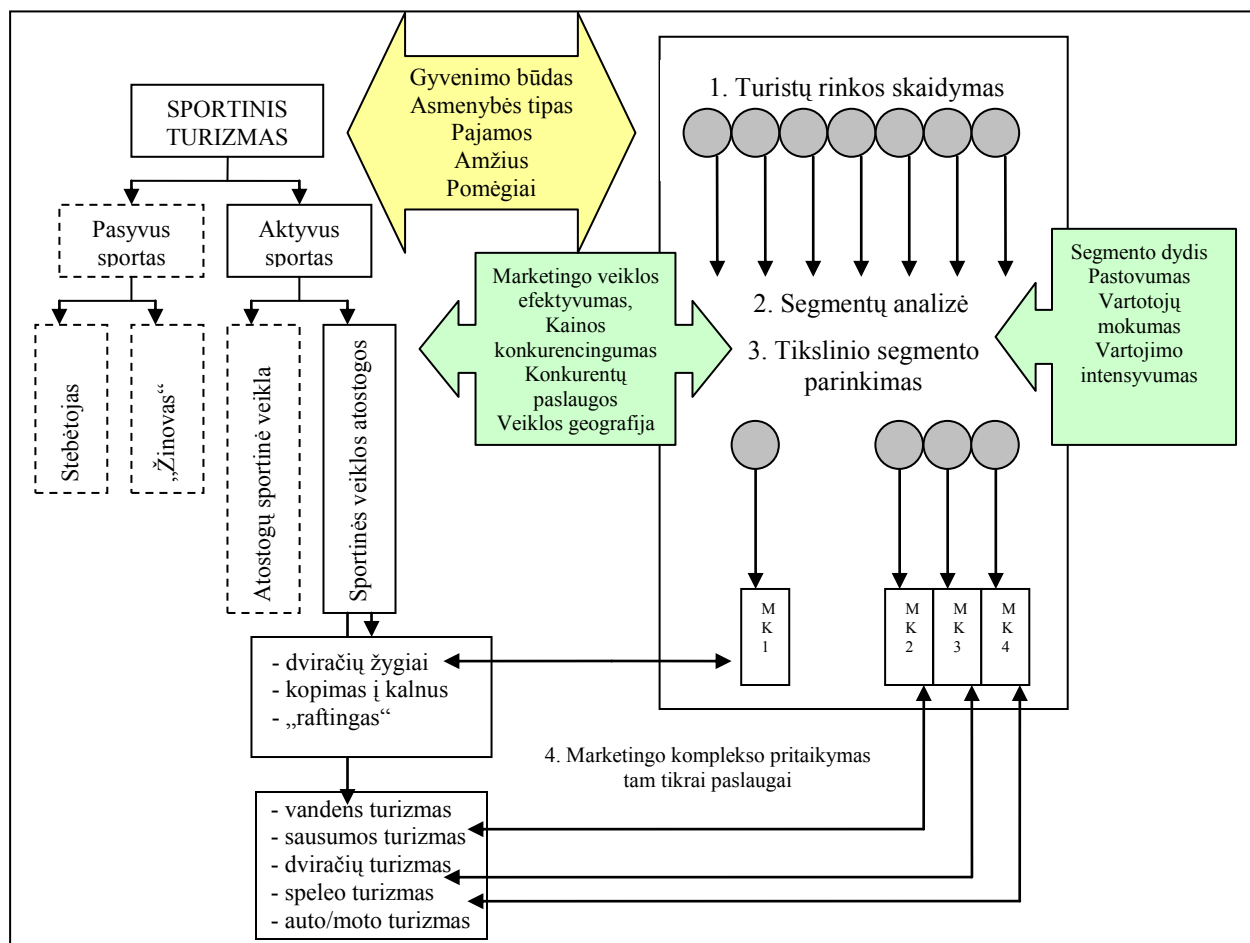 SPORTINIS
TURIZMAS
Pasyvus
sportas
Aktyvus
sportas
Stebėtojas
„Žinovas“
Atostogų sportinė veikla
Sportinės veiklos atostogos
- dviračių žygiai
- kopimas į kalnus
- „raftingas“
- vandens turizmas
- sausumos turizmas
- dviračių turizmas
- speleo turizmas
- auto/moto turizmas
Gyvenimo būdas
Asmenybės tipas
Pajamos
Amžius
Pomėgiai
Marketingo veiklos
efektyvumas,
Kainos
konkurencingumas
Konkurentų
paslaugos
Veiklos geografija
1. Turistų rinkos skaidymas
2. Segmentų analizė
3. Tikslinio segmento
parinkimas
Segmento dydis
Pastovumas
Vartotojų
mokumas
Vartojimo
intensyvumas
M
K
1
M
K
2
M
K
3
M
K
4
4. Marketingo komplekso pritaikymas
tam tikrai paslaugai